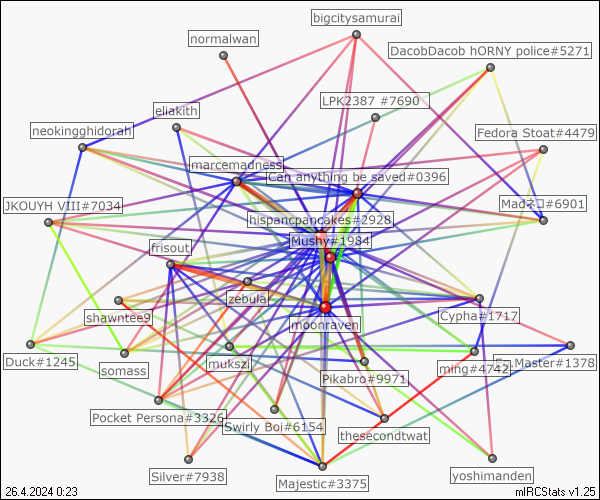 bigcitysamurai
normalwan
DacobDacob hORNY police#5271
LPK2387 #7690
eliakith
neokingghidorah
Fedora Stoat#4479
marcemadness
Can anything be saved#0396
JKOUYH VIII#7034
Madネコ#6901
hispancpancakes#2928
Mushy#1984
frisout
zebula
shawntee9
moonraven
Cypha#1717
Duck#1245
somass
mukszi
Pikabro#9971
ming#4742
Master#1378
Pocket Persona#3326
Swirly Boi#6154
thesecondtwat
Silver#7938
Majestic#3375
yoshimanden
26.4.2024 0:23
mIRCStats v1.25